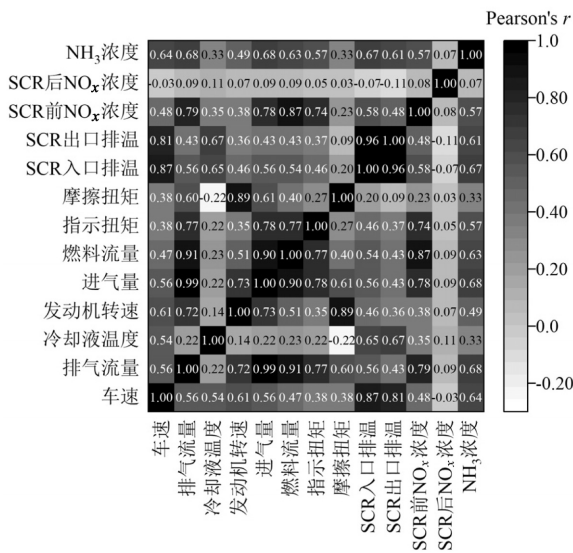 Pearson's r
NH₃浓度 0.64 0.68 0.33 0.49 0.68 0.63 0.57 0.33 0.67 0.61 0.57 0.07 1.00
SCR后NOₓ浓度 -0.03 0.09 0.11 0.07 0.09 0.09 0.05 0.03 -0.07 -0.11 0.08 1.00 0.07
SCR前NOₓ浓度 0.48 0.79 0.35 0.38 0.78 0.87 0.74 0.23 0.58 0.48 1.00 0.08 0.57
SCR出口排温 0.81 0.43 0.67 0.36 0.43 0.43 0.37 0.09 0.96 1.00 0.48 -0.11 0.61
SCR入口排温 0.87 0.56 0.65 0.46 0.56 0.54 0.46 0.20 1.00 0.96 0.58 -0.07 0.67
摩擦扭矩 0.38 0.60 -0.22 0.89 0.61 0.40 0.27 1.00 0.20 0.09 0.23 0.03 0.33
指示扭矩 0.38 0.77 0.22 0.35 0.78 0.77 1.00 0.27 0.46 0.37 0.74 0.05 0.57
燃料流量 0.47 0.91 0.23 0.51 0.90 1.00 0.77 0.40 0.54 0.43 0.87 0.09 0.63
进气量 0.56 0.99 0.22 0.73 1.00 0.90 0.78 0.61 0.56 0.43 0.78 0.09 0.68
发动机转速 0.61 0.72 0.14 1.00 0.73 0.51 0.35 0.89 0.46 0.36 0.38 0.07 0.49
冷却液温度 0.54 0.22 1.00 0.14 0.22 0.23 0.22 -0.22 0.65 0.67 0.35 0.11 0.33
排气流量 0.56 1.00 0.22 0.72 0.99 0.91 0.77 0.60 0.56 0.43 0.79 0.09 0.68
车速 1.00 0.56 0.54 0.61 0.56 0.47 0.38 0.38 0.87 0.81 0.48 -0.03 0.64
车速
排气流量
冷却液温度
发动机转速
进气量
燃料流量
指示扭矩
摩擦扭矩
SCR入口排温
SCR出口排温
SCR前NOₓ浓度
SCR后NOₓ浓度
NH₃浓度
1.0
0.80
0.60
0.40
0.20
0.0
-0.20